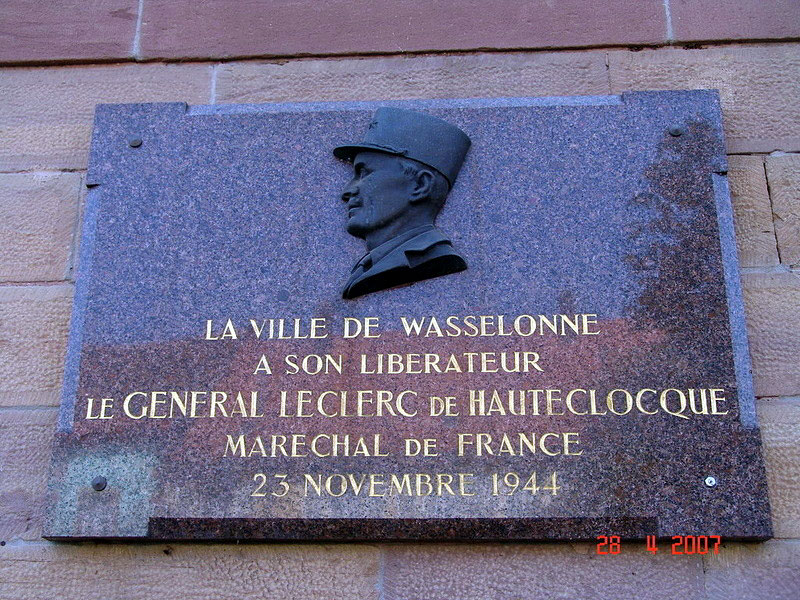 LA VILLE DE WASSELONNE
A SON LIBERATEUR
LE GENERAL LECLERC DE HAUTECLOCQUE
MARECHAL DE FRANCE
23 NOVEMBRE 1944
28 4 2007